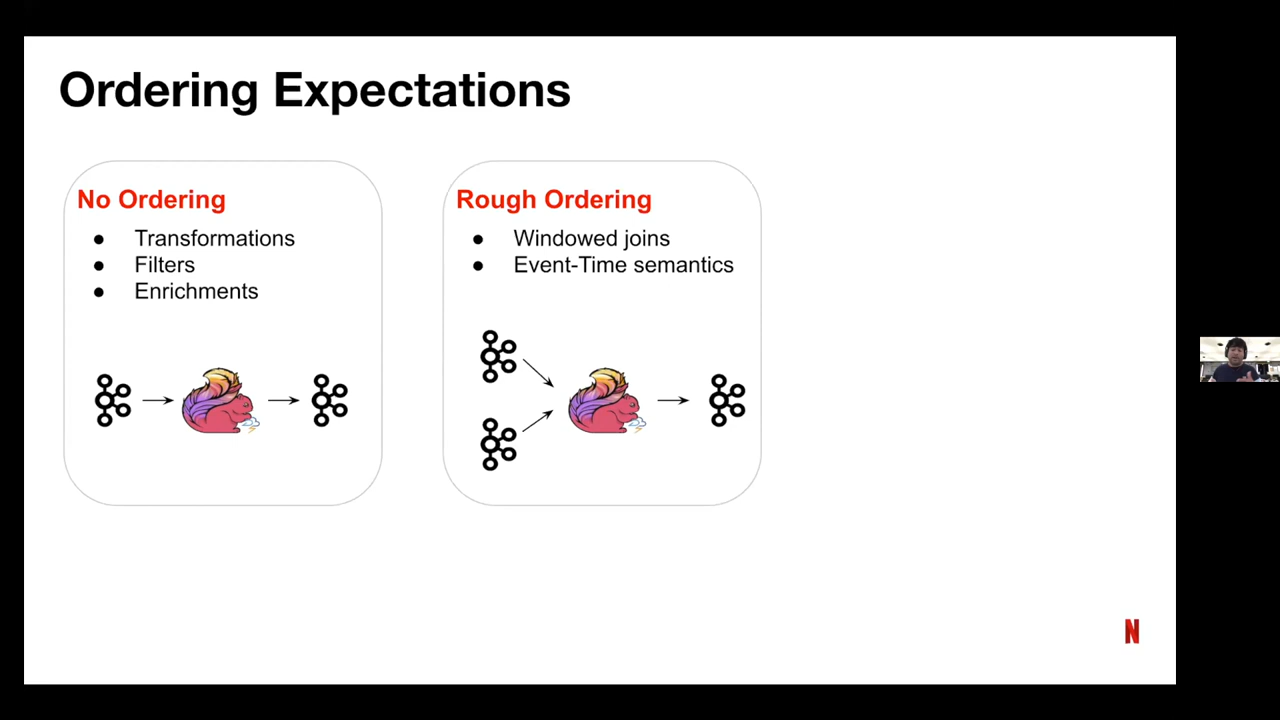 Ordering Expectations
No Ordering
● Transformations
● Filters
● Enrichments
Rough Ordering
● Windowed joins
● Event-Time semantics
N